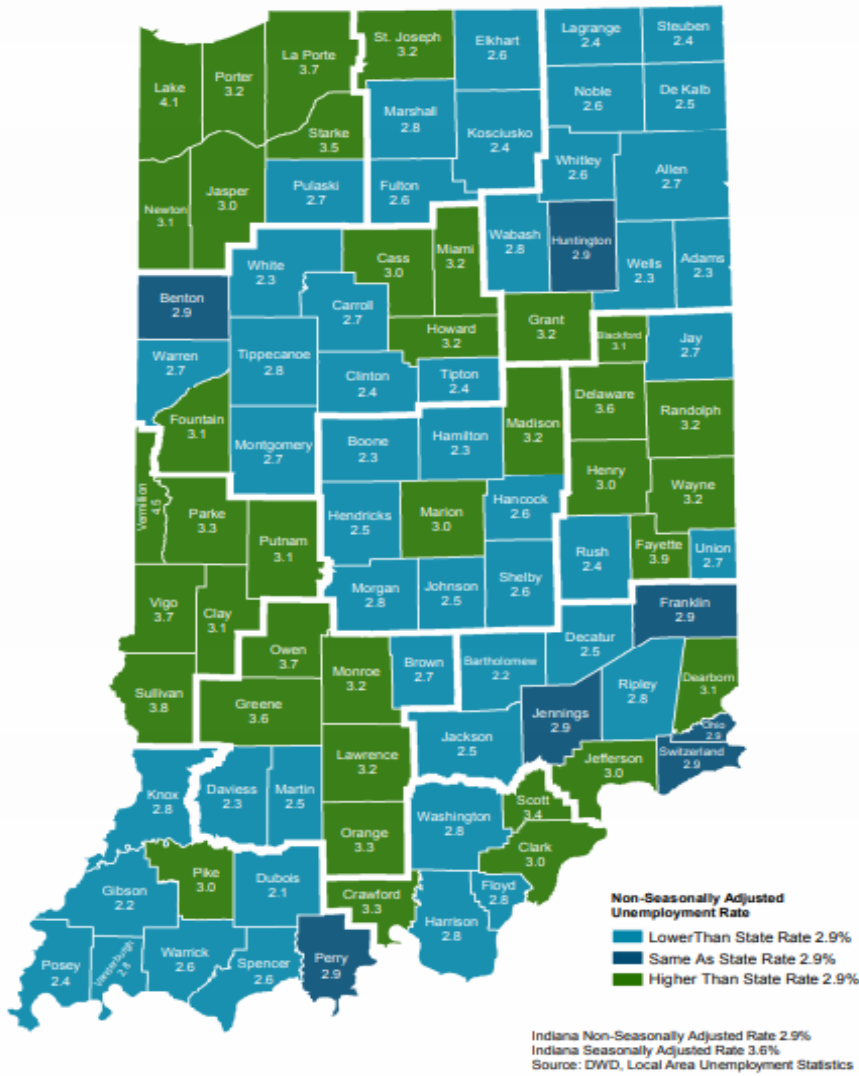 St. Joseph
3.2
Elkhart
2.6
Lagrange
2.4
Steuben
2.4
La Porte
3.7
Porter
3.2
Lake
4.1
Noble
2.6
De Kalb
2.5
Marshall
2.8
Kosciusko
2.4
Starke
3.5
Whitley
2.6
Allen
2.7
Pulaski
2.7
Fulton
2.6
Jasper
3.0
Newton
3.1
Wabash
2.8
Huntington
2.9
Miami
3.2
Cass
3.0
White
2.3
Wells
2.3
Adams
2.3
Benton
2.9
Carroll
2.7
Howard
3.2
Grant
3.2
Blackford
3.1
Jay
2.7
Warren
2.7
Tippecanoe
2.8
Clinton
2.4
Tipton
2.4
Delaware
3.6
Randolph
3.2
Fountain
3.1
Madison
3.2
Montgomery
2.7
Boone
2.3
Hamilton
2.3
Henry
3.0
Wayne
3.2
Vermillion
4.5
Parke
3.3
Putnam
3.1
Hendricks
2.5
Marion
3.0
Hancock
2.6
Rush
2.4
Fayette
3.9
Union
2.7
Vigo
3.7
Clay
3.1
Morgan
2.8
Johnson
2.5
Shelby
2.6
Franklin
2.9
Owen
3.7
Monroe
3.2
Brown
2.7
Bartholomew
2.2
Decatur
2.5
Sullivan
3.8
Greene
3.6
Ripley
2.8
Dearborn
3.1
Jennings
2.9
Ohio
2.9
Switzerland
2.9
Jackson
2.5
Lawrence
3.2
Jefferson
3.0
Knox
2.8
Daviess
2.3
Martin
2.5
Scott
3.4
Washington
2.8
Orange
3.3
Clark
3.0
Pike
3.0
Dubois
2.1
Gibson
2.2
Crawford
3.3
Floyd
2.8
Harrison
2.8
Posey
2.4
Vanderburgh
2.8
Warrick
2.6
Spencer
2.6
Perry
2.9
Non-Seasonally Adjusted
Unemployment Rate
LowerThan State Rate 2.9%
Same As State Rate 2.9%
Higher Than State Rate 2.9%
Indiana Non-Seasonally Adjusted Rate 2.9%
Indiana Seasonally Adjusted Rate 3.6%
Source: DWD, Local Area Unemployment Statistics